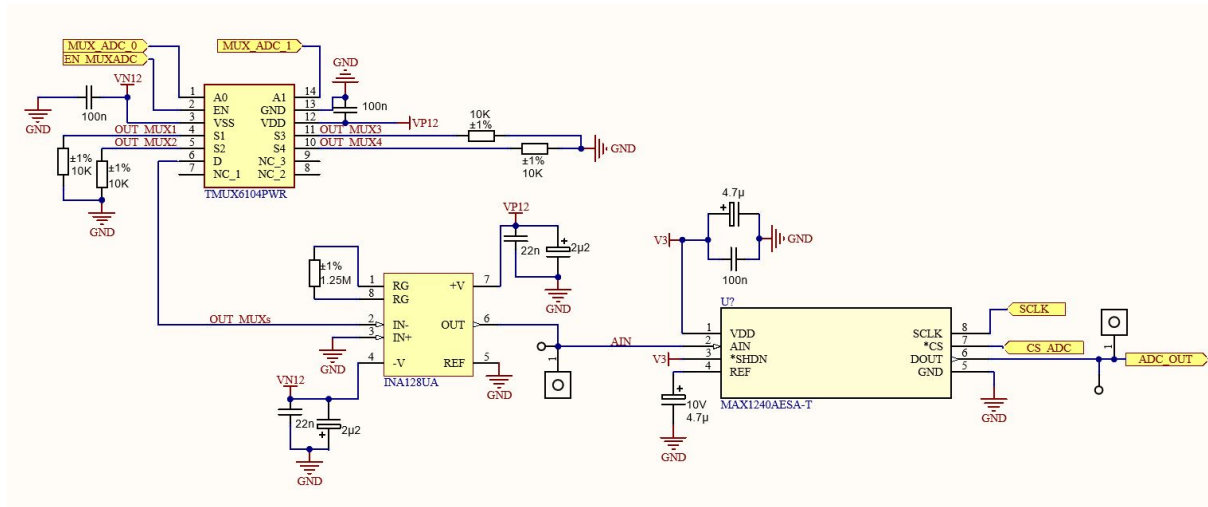 MUX_ADC_0
EN_MUXADC
MUX_ADC_1
VN12
GND
100n
GND
100n
VP12
1 A0
2 EN
3 VSS
4 S1
5 S2
6 D
7 NC_1
A1 14
GND 13
VDD 12
S3 11
S4 10
NC_3 9
NC_2 8
TMUX6104PWR
OUT_MUX1
OUT_MUX2
OUT_MUX3
OUT_MUX4
±1%
10K
±1%
10K
GND
10K
±1%
±1%
10K
GND
VP12
22n
2µ2
GND
±1%
1.25M
1 RG
8 RG
2 IN-
3 IN+
4 -V
+V 7
OUT 6
REF 5
INA128UA
OUT_MUXs
GND
GND
VN12
22n
2µ2
GND
1
AIN
4.7µ
V3
GND
100n
U?
1 VDD
2 AIN
3 *SHDN
4 REF
SCLK 8
*CS 7
DOUT 6
GND 5
MAX1240AESA-T
V3
10V
4.7µ
GND
SCLK
CS_ADC
1
ADC_OUT
GND